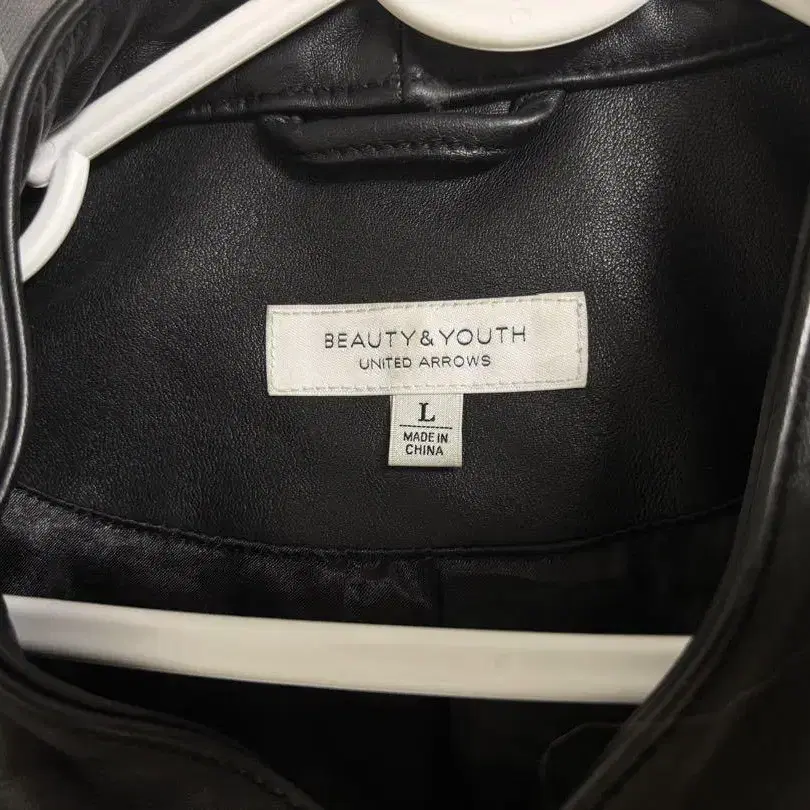 BEAUTY & YOUTH
UNITED ARROWS
L
MADE IN
CHINA